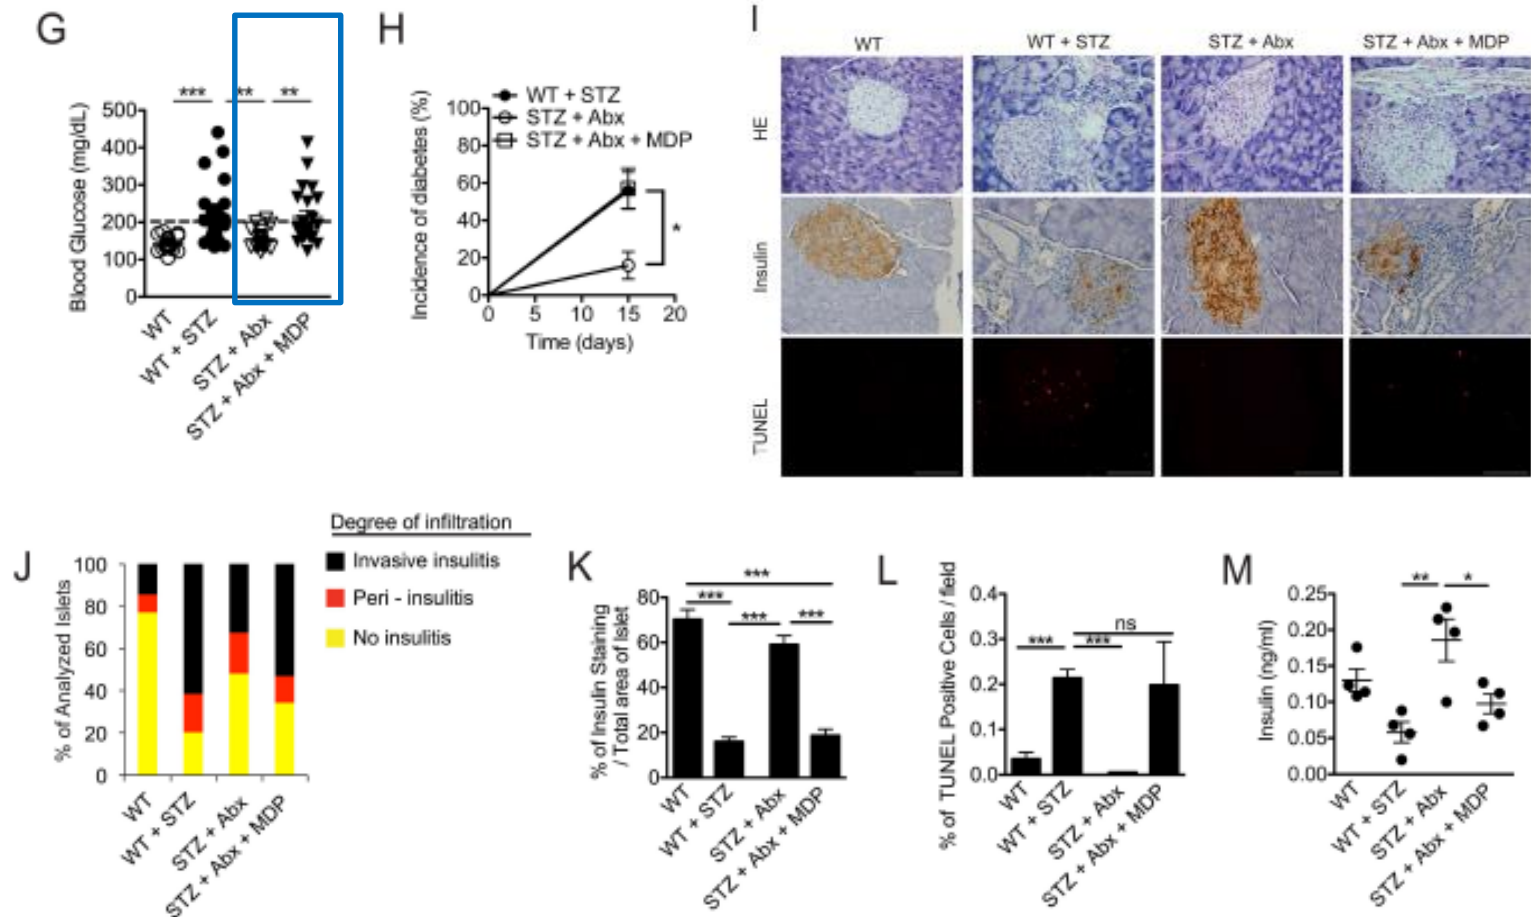 G
*** ** **
Blood Glucose (mg/dL)
500
400
300
200
100
0
WT
WT + STZ
STZ + Abx
STZ + Abx + MDP
H
WT + STZ
STZ + Abx
STZ + Abx + MDP
Incidence of diabetes (%)
100
80
60
40
20
0
*
0 5 10 15 20
Time (days)
I
WT WT + STZ STZ + Abx STZ + Abx + MDP
HE
Insulin
TUNEL
J
Degree of infiltration
Invasive insulitis
Peri - insulitis
No insulitis
% of Analyzed Islets
100
80
60
40
20
0
WT
WT + STZ
STZ + Abx
STZ + Abx + MDP
K
% of Insulin Staining
/ Total area of Islet
80
60
40
20
0
***
*** *** ***
WT
WT + STZ
STZ + Abx
STZ + Abx + MDP
L
% of TUNEL Positive Cells / field
0.4
0.3
0.2
0.1
0.0
ns
*** ***
WT
WT + STZ
STZ + Abx
STZ + Abx + MDP
M
Insulin (ng/ml)
0.25
0.20
0.15
0.10
0.05
0.00
** *
WT
WT + STZ
STZ + Abx
STZ + Abx + MDP